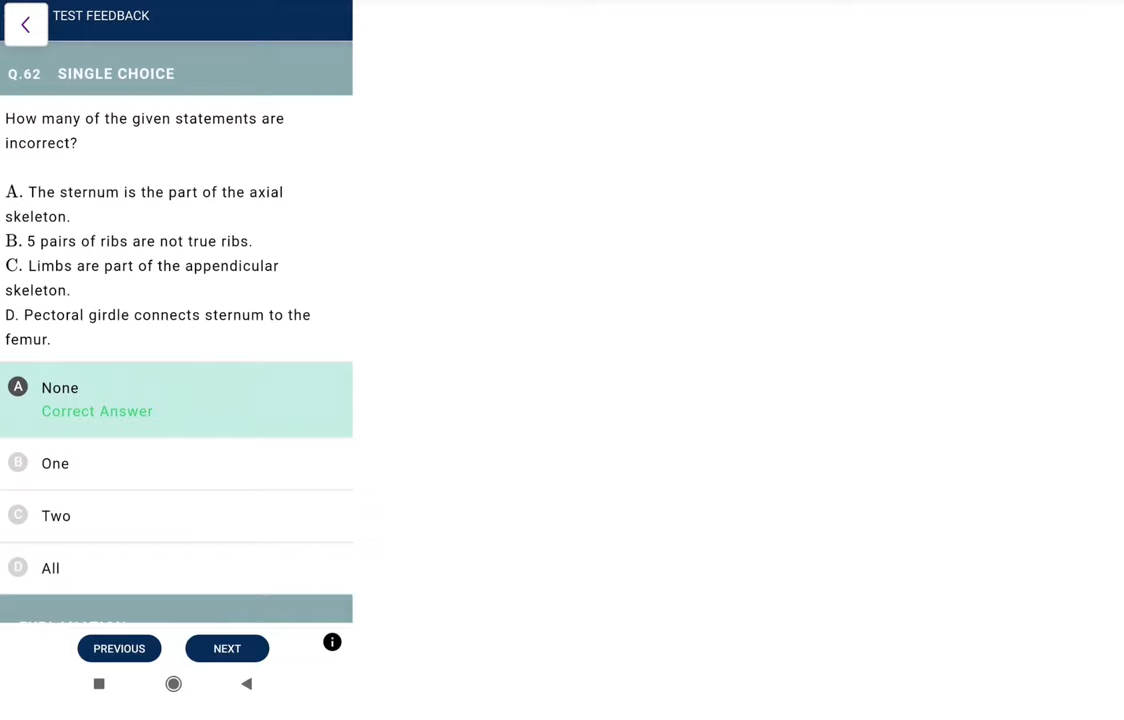 TEST FEEDBACK
Q.62 SINGLE CHOICE
How many of the given statements are
incorrect?
A. The sternum is the part of the axial
skeleton.
B. 5 pairs of ribs are not true ribs.
C. Limbs are part of the appendicular
skeleton.
D. Pectoral girdle connects sternum to the
femur.
A None
Correct Answer
B One
C Two
D All
PREVIOUS NEXT